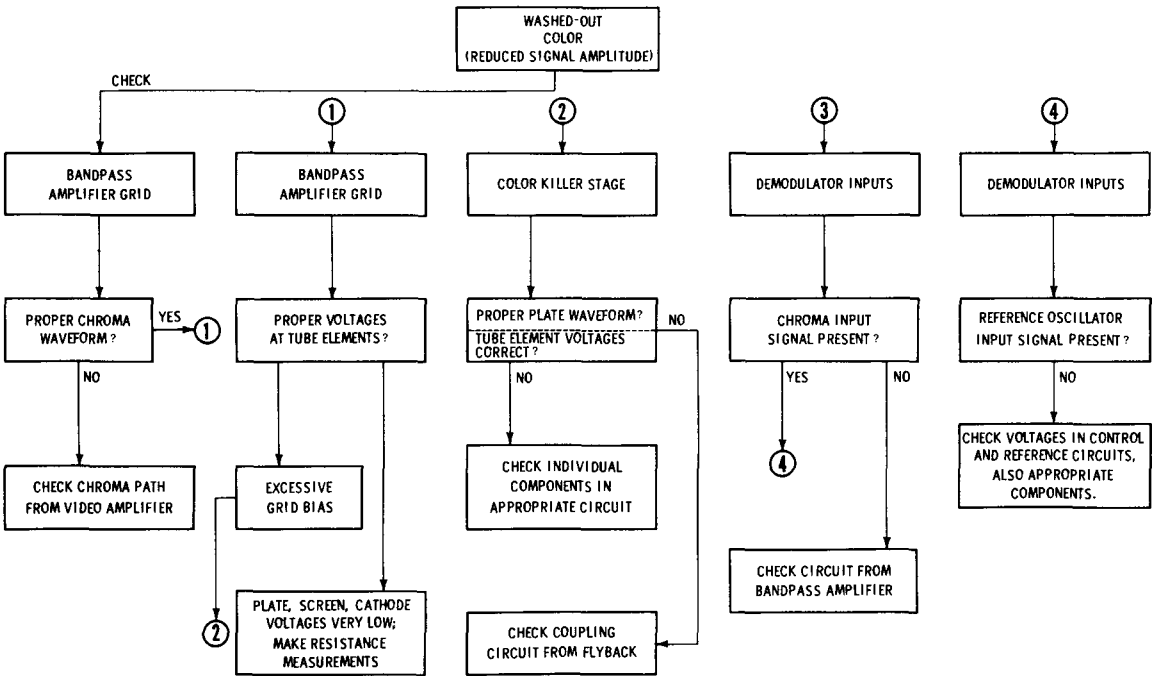 WASHED-OUT
COLOR
(REDUCED SIGNAL AMPLITUDE)
CHECK
1
2
3
4
BANDPASS
AMPLIFIER GRID
BANDPASS
AMPLIFIER GRID
COLOR KILLER STAGE
DEMODULATOR INPUTS
DEMODULATOR INPUTS
PROPER CHROMA
WAVEFORM?
YES
1
NO
PROPER VOLTAGES
AT TUBE ELEMENTS?
PROPER PLATE WAVEFORM?
TUBE ELEMENT VOLTAGES
CORRECT?
NO
NO
CHROMA INPUT
SIGNAL PRESENT?
YES
NO
REFERENCE OSCILLATOR
INPUT SIGNAL PRESENT?
NO
CHECK CHROMA PATH
FROM VIDEO AMPLIFIER
EXCESSIVE
GRID BIAS
2
PLATE, SCREEN, CATHODE
VOLTAGES VERY LOW;
MAKE RESISTANCE
MEASUREMENTS
CHECK INDIVIDUAL
COMPONENTS IN
APPROPRIATE CIRCUIT
CHECK COUPLING
CIRCUIT FROM FLYBACK
4
CHECK CIRCUIT FROM
BANDPASS AMPLIFIER
CHECK VOLTAGES IN CONTROL
AND REFERENCE CIRCUITS,
ALSO APPROPRIATE
COMPONENTS.